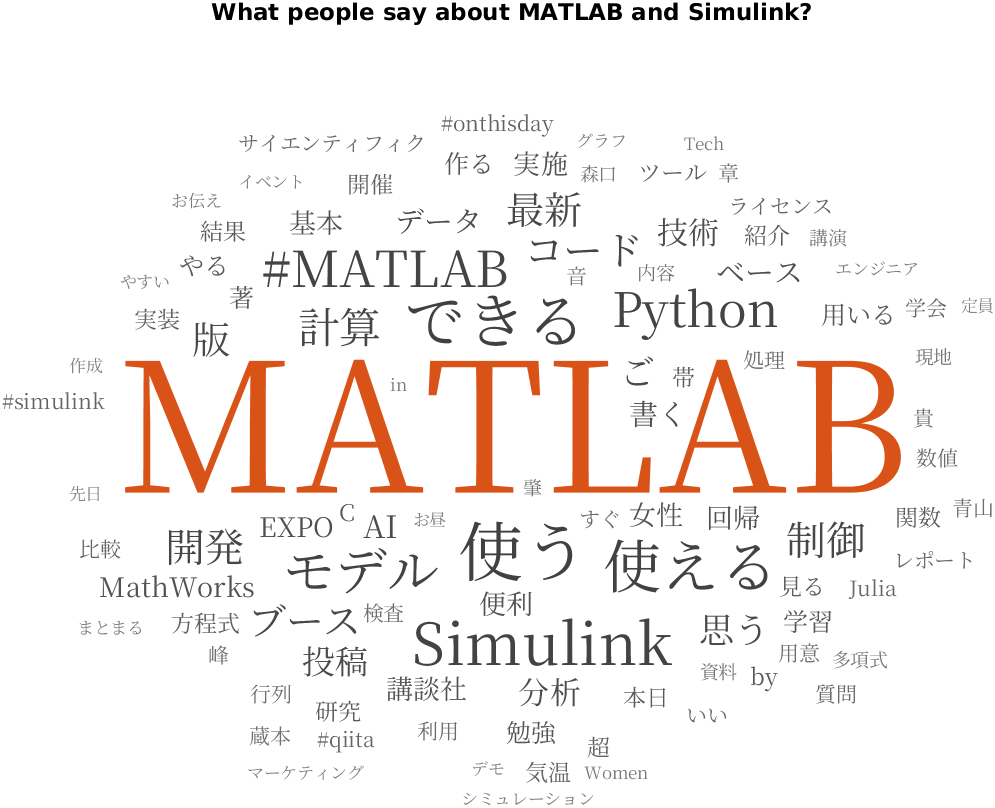 What people say about MATLAB and Simulink?
#onthisday
サイエンティフィク
グラフ
Tech
作る
実施
森口
ツール
章
イベント
開催
お伝え
最新
ライセンス
結果
基本
データ
技術
紹介
講演
コード
やる
#MATLAB
音
内容
ベース
エンジニア
やすい
著
できる
Python
実装
版
計算
用いる
学会
定員
作成
MATLAB
in
ご
帯
処理
現地
#simulink
書く
貴
数値
先日
肇
EXPO
C
AI
お昼
すぐ
女性
回帰
関数
青山
比較
開発
使う
使える
制御
レポート
モデル
MathWorks
便利
見る
Julia
まとまる
方程式
ブース
検査
思う
学習
峰
投稿
Simulink
用意
多項式
資料
by
行列
講談社
分析
本日
質問
研究
いい
蔵本
#qiita
利用
勉強
超
マーケティング
デモ
気温
Women
シミュレーション